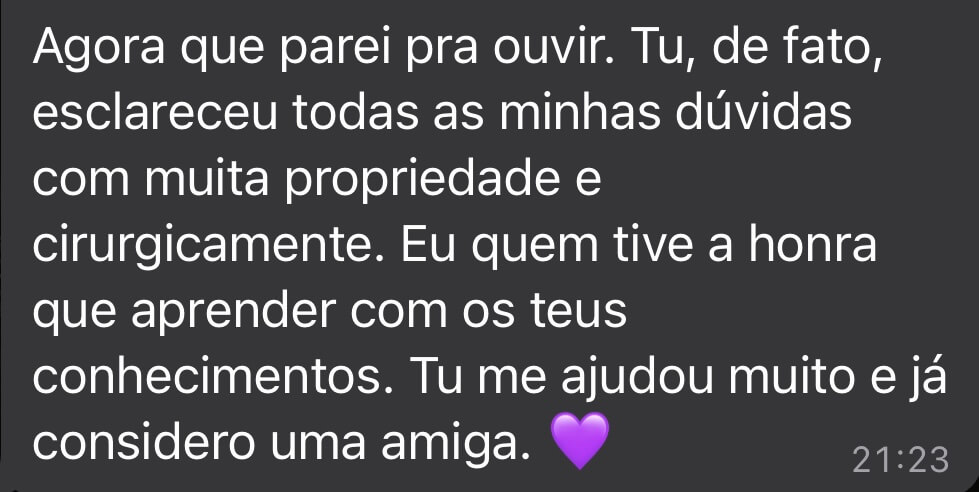 Agora que parei pra ouvir. Tu, de fato,
esclareceu todas as minhas dúvidas
com muita propriedade e
cirurgicamente. Eu quem tive a honra
que aprender com os teus
conhecimentos. Tu me ajudou muito e já
considero uma amiga. 💜
21:23